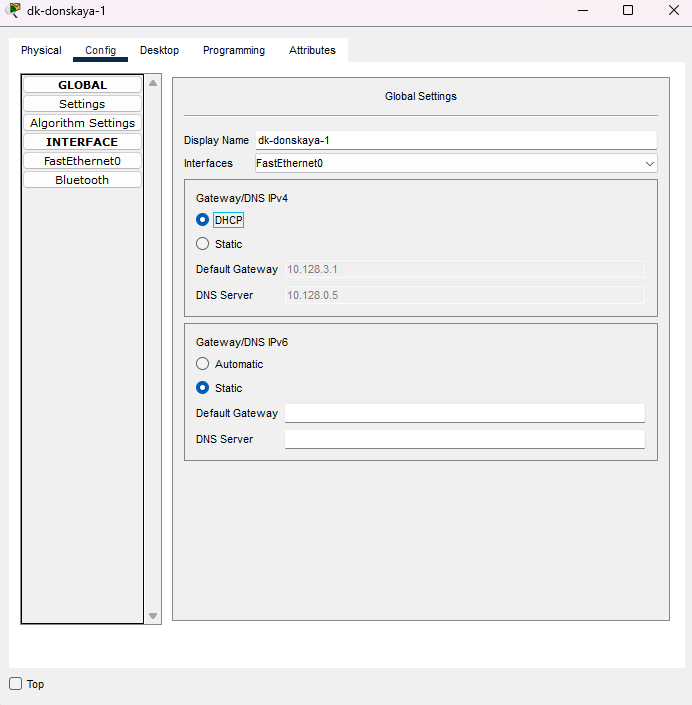 dk-donskaya-1
Physical Config Desktop Programming Attributes
GLOBAL
Settings
Algorithm Settings
INTERFACE
FastEthernet0
Bluetooth
Global Settings
Display Name dk-donskaya-1
Interfaces FastEthernet0
Gateway/DNS IPv4
DHCP
Static
Default Gateway 10.128.3.1
DNS Server 10.128.0.5
Gateway/DNS IPv6
Automatic
Static
Default Gateway
DNS Server
Top